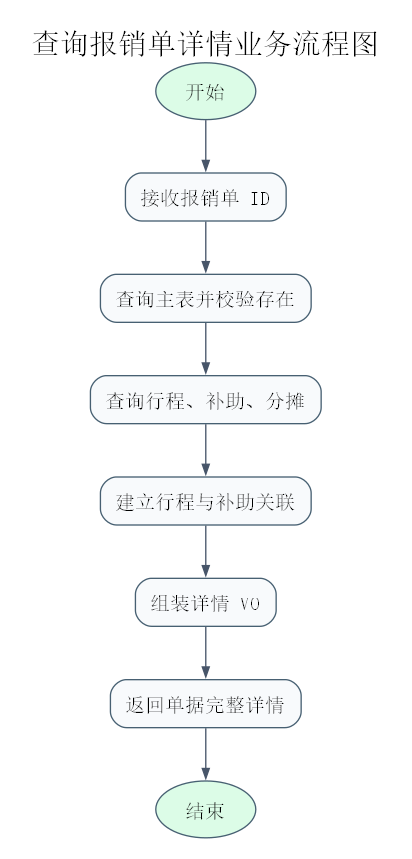 查询报销单详情业务流程图
开始
接收报销单 ID
查询主表并校验存在
查询行程、补助、分摊
建立行程与补助关联
组装详情 VO
返回单据完整详情
结束